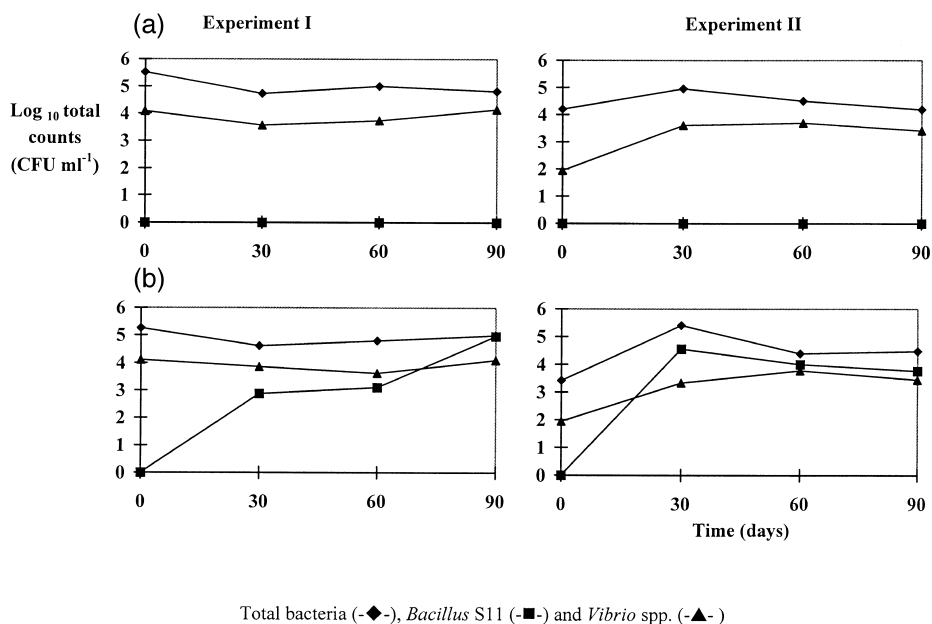 (a) Experiment I
Experiment II
Log 10 total
counts
(CFU ml-1)
6
5
4
3
2
1
0
0 30 60 90
6
5
4
3
2
1
0
0 30 60 90
(b)
6
5
4
3
2
1
0
0 30 60 90
6
5
4
3
2
1
0
0 30 60 90
Time (days)
Total bacteria (-◆-), Bacillus S11 (-■-) and Vibrio spp. (-▲- )